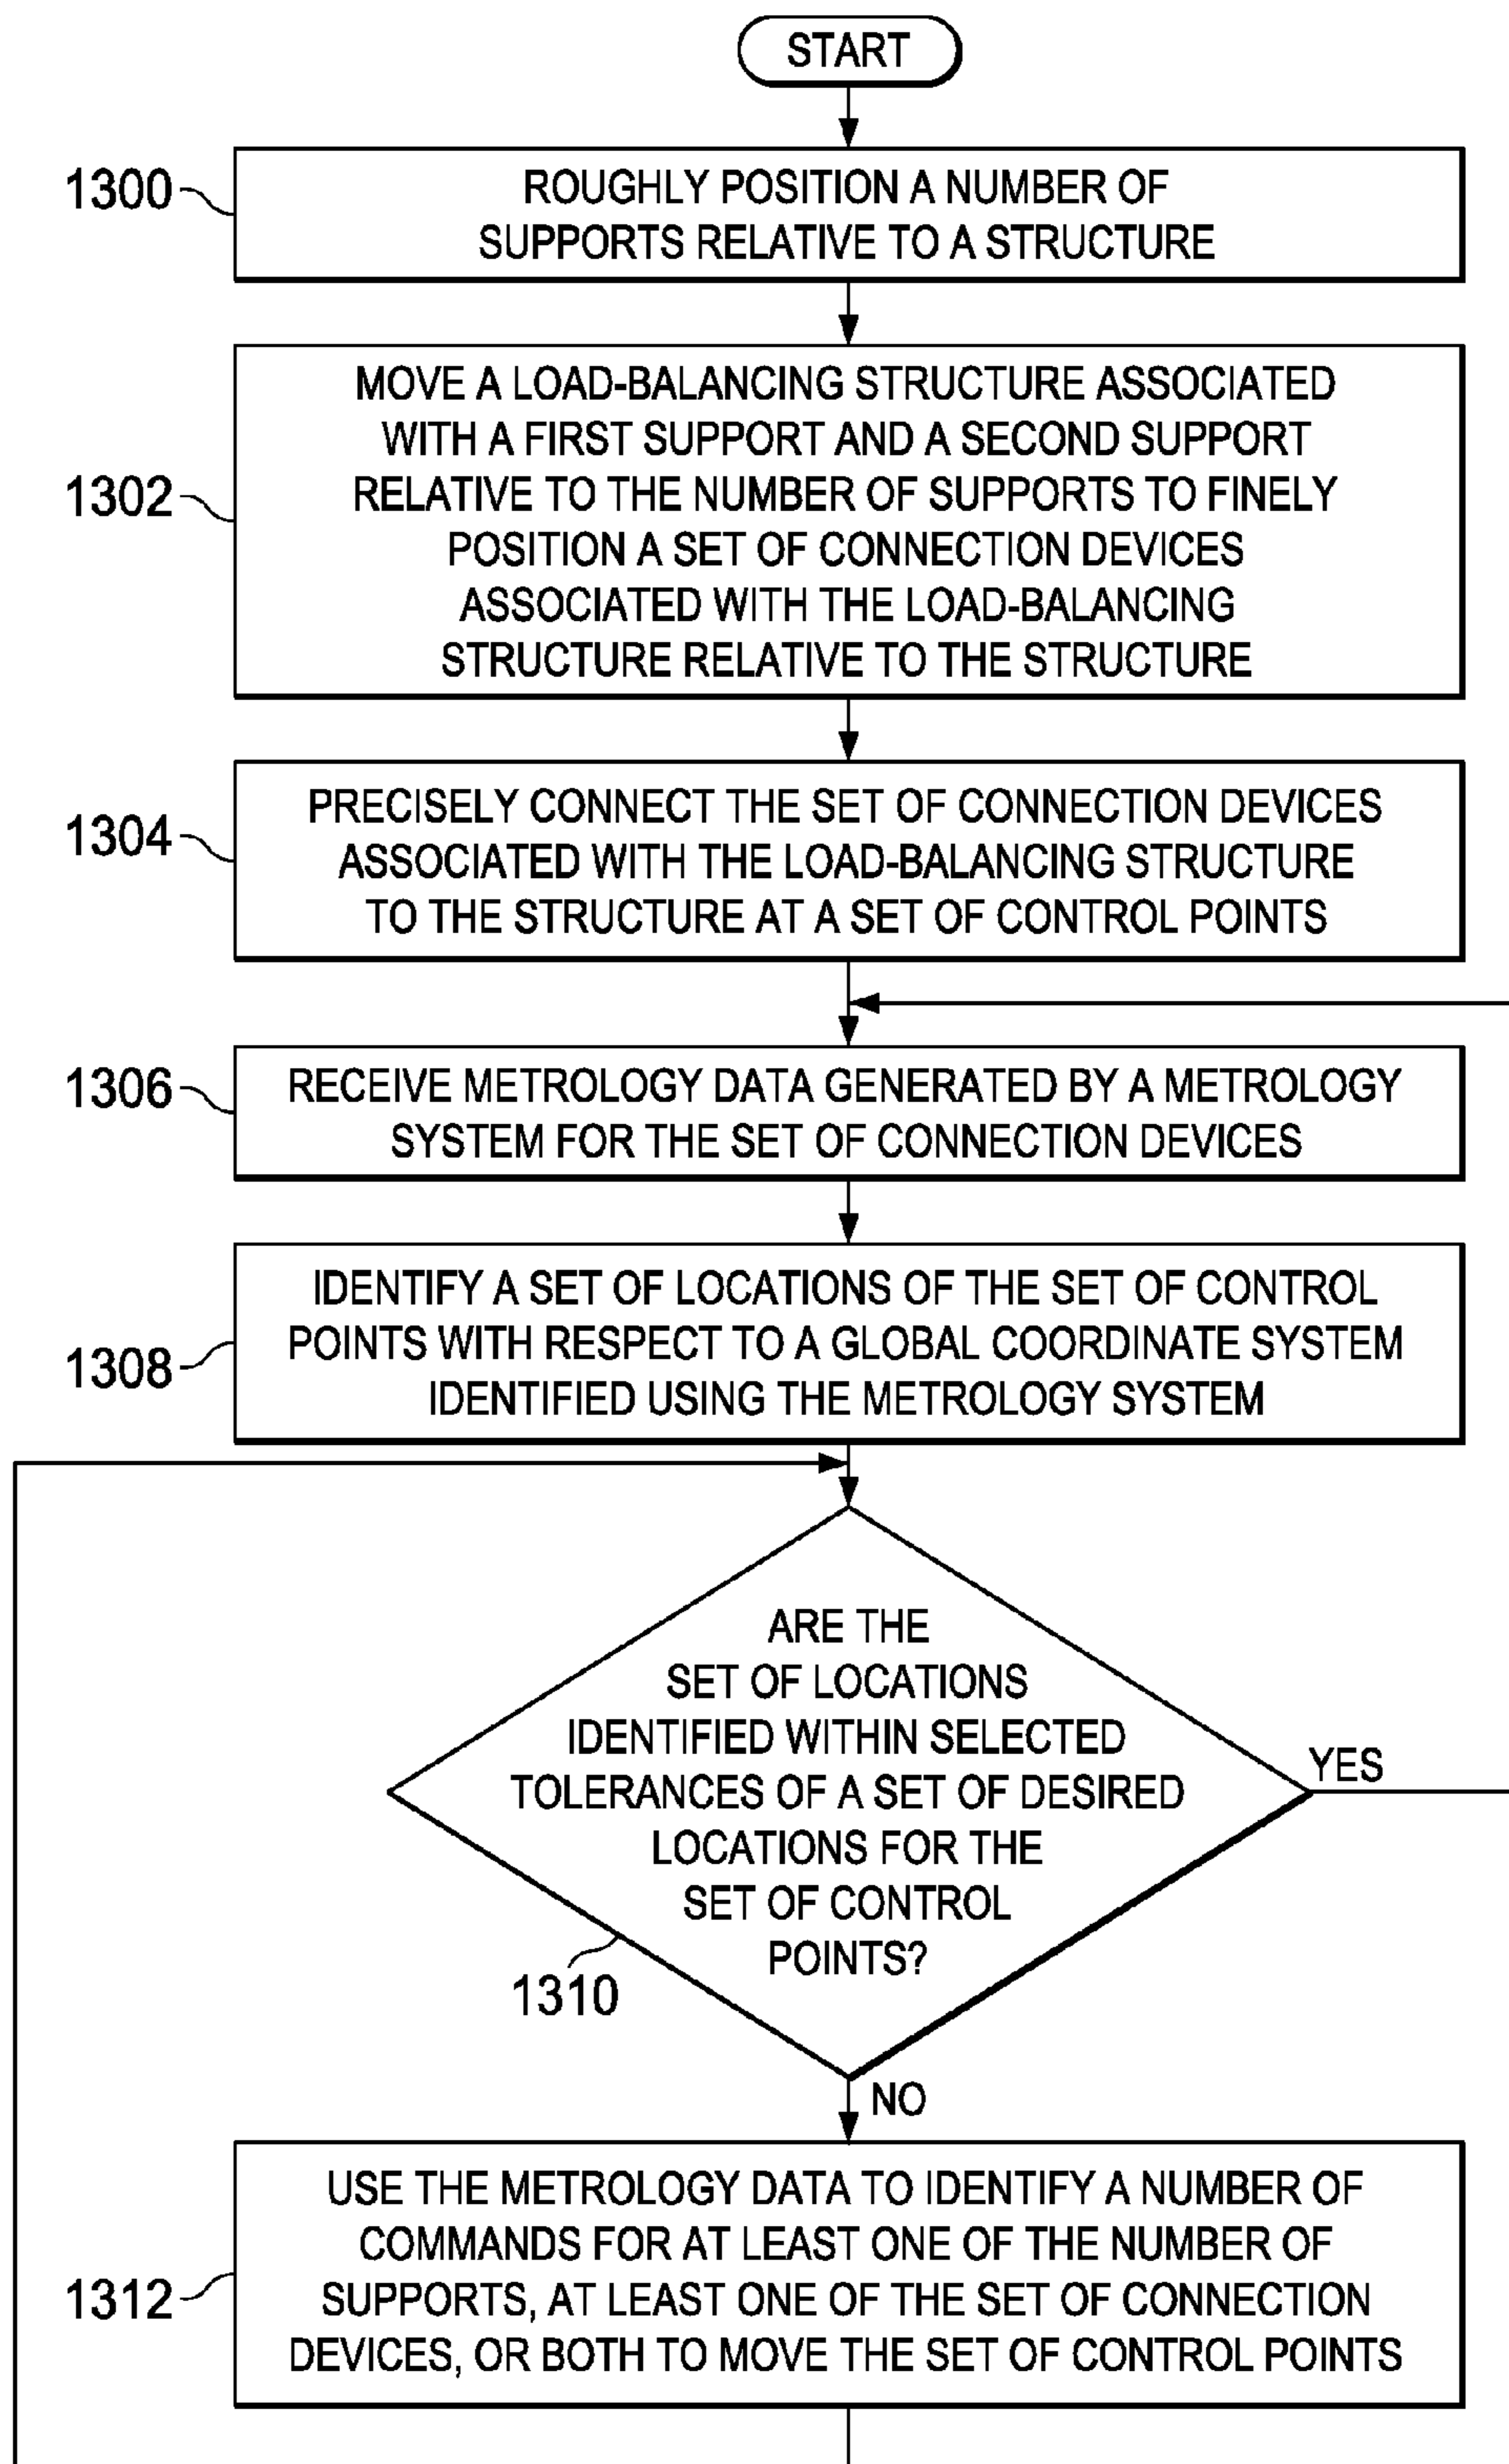 START
1300
ROUGHLY POSITION A NUMBER OF
SUPPORTS RELATIVE TO A STRUCTURE
1302
MOVE A LOAD-BALANCING STRUCTURE ASSOCIATED
WITH A FIRST SUPPORT AND A SECOND SUPPORT
RELATIVE TO THE NUMBER OF SUPPORTS TO FINELY
POSITION A SET OF CONNECTION DEVICES
ASSOCIATED WITH THE LOAD-BALANCING
STRUCTURE RELATIVE TO THE STRUCTURE
1304
PRECISELY CONNECT THE SET OF CONNECTION DEVICES
ASSOCIATED WITH THE LOAD-BALANCING STRUCTURE
TO THE STRUCTURE AT A SET OF CONTROL POINTS
1306
RECEIVE METROLOGY DATA GENERATED BY A METROLOGY
SYSTEM FOR THE SET OF CONNECTION DEVICES
1308
IDENTIFY A SET OF LOCATIONS OF THE SET OF CONTROL
POINTS WITH RESPECT TO A GLOBAL COORDINATE SYSTEM
IDENTIFIED USING THE METROLOGY SYSTEM
ARE THE
SET OF LOCATIONS
IDENTIFIED WITHIN SELECTED
TOLERANCES OF A SET OF DESIRED
LOCATIONS FOR THE
SET OF CONTROL
POINTS?
YES
1310
NO
1312
USE THE METROLOGY DATA TO IDENTIFY A NUMBER OF
COMMANDS FOR AT LEAST ONE OF THE NUMBER OF
SUPPORTS, AT LEAST ONE OF THE SET OF CONNECTION
DEVICES, OR BOTH TO MOVE THE SET OF CONTROL POINTS